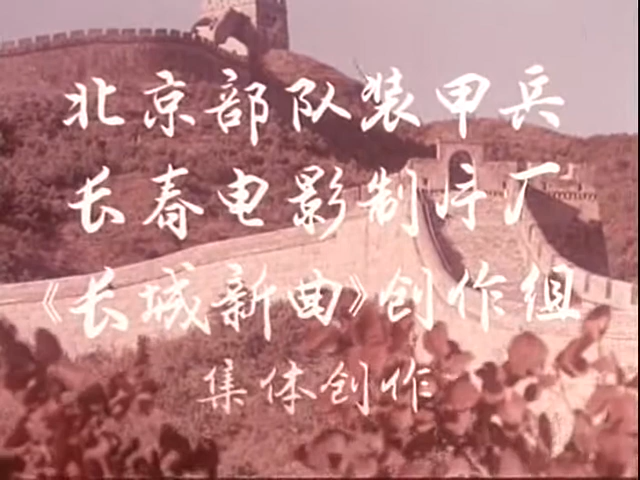 北京部队装甲兵
长春电影制片厂
《长城新曲》创作组
集体创作